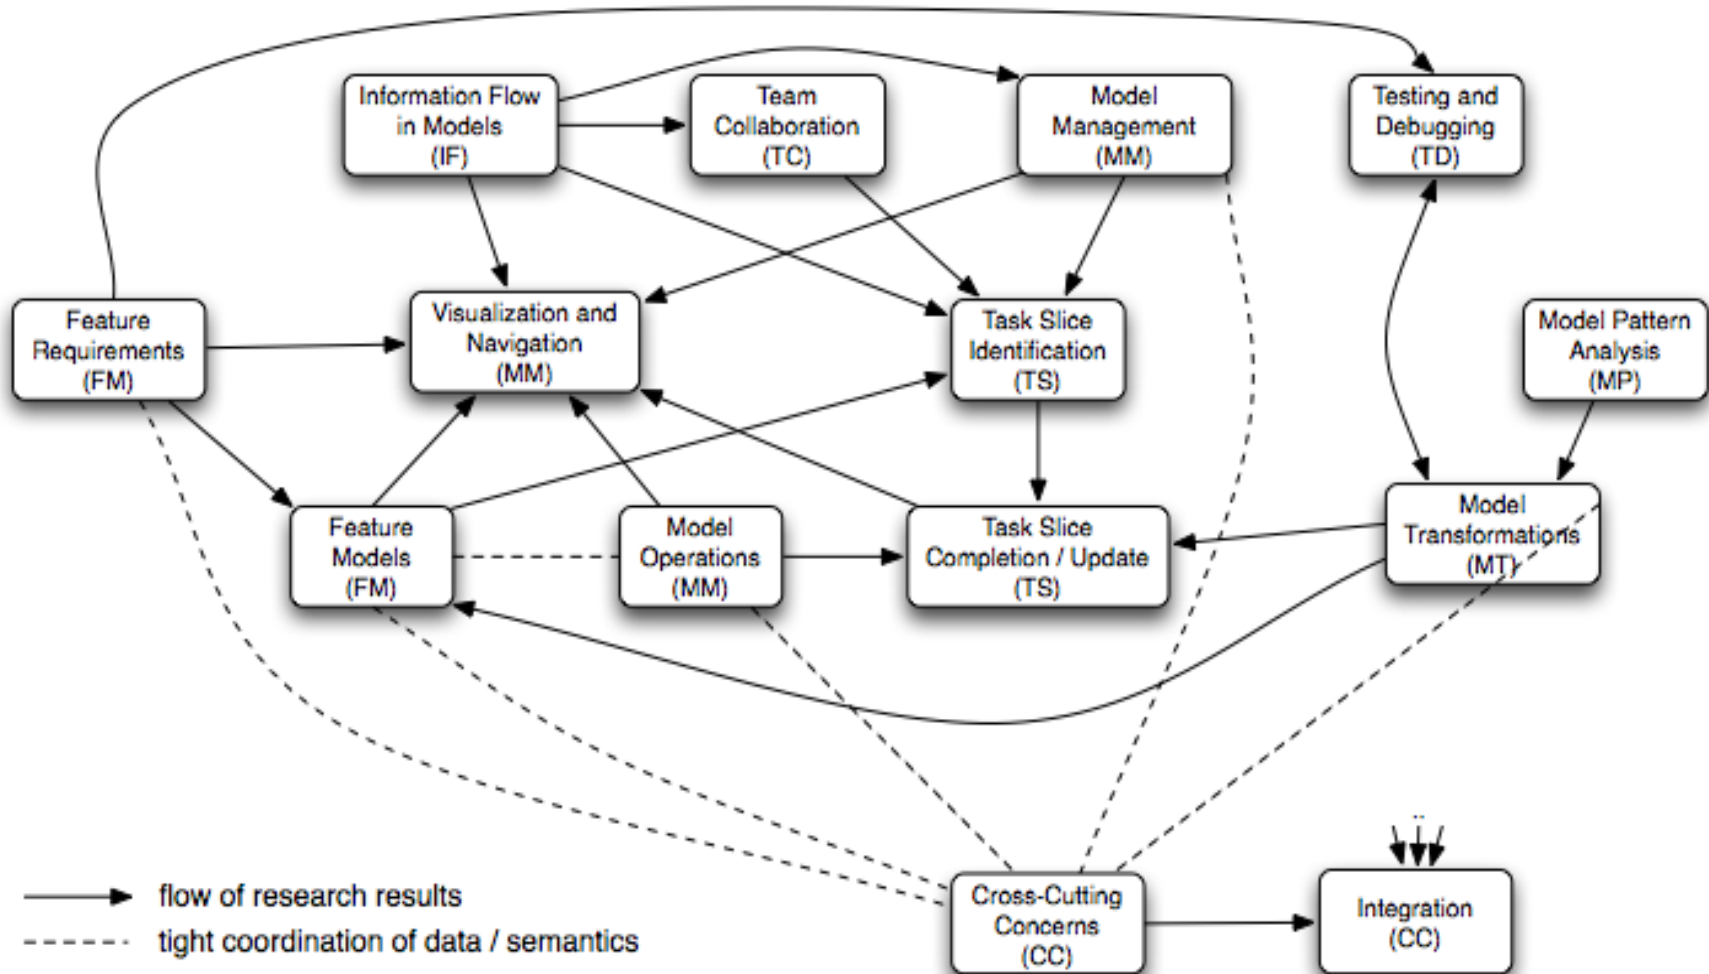 Information Flow
in Models
(IF)
Team
Collaboration
(TC)
Model
Management
(MM)
Testing and
Debugging
(TD)
Feature
Requirements
(FM)
Visualization and
Navigation
(MM)
Task Slice
Identification
(TS)
Model Pattern
Analysis
(MP)
Feature
Models
(FM)
Model
Operations
(MM)
Task Slice
Completion / Update
(TS)
Model
Transformations
(MT)
Cross-Cutting
Concerns
(CC)
Integration
(CC)
flow of research results
tight coordination of data / semantics